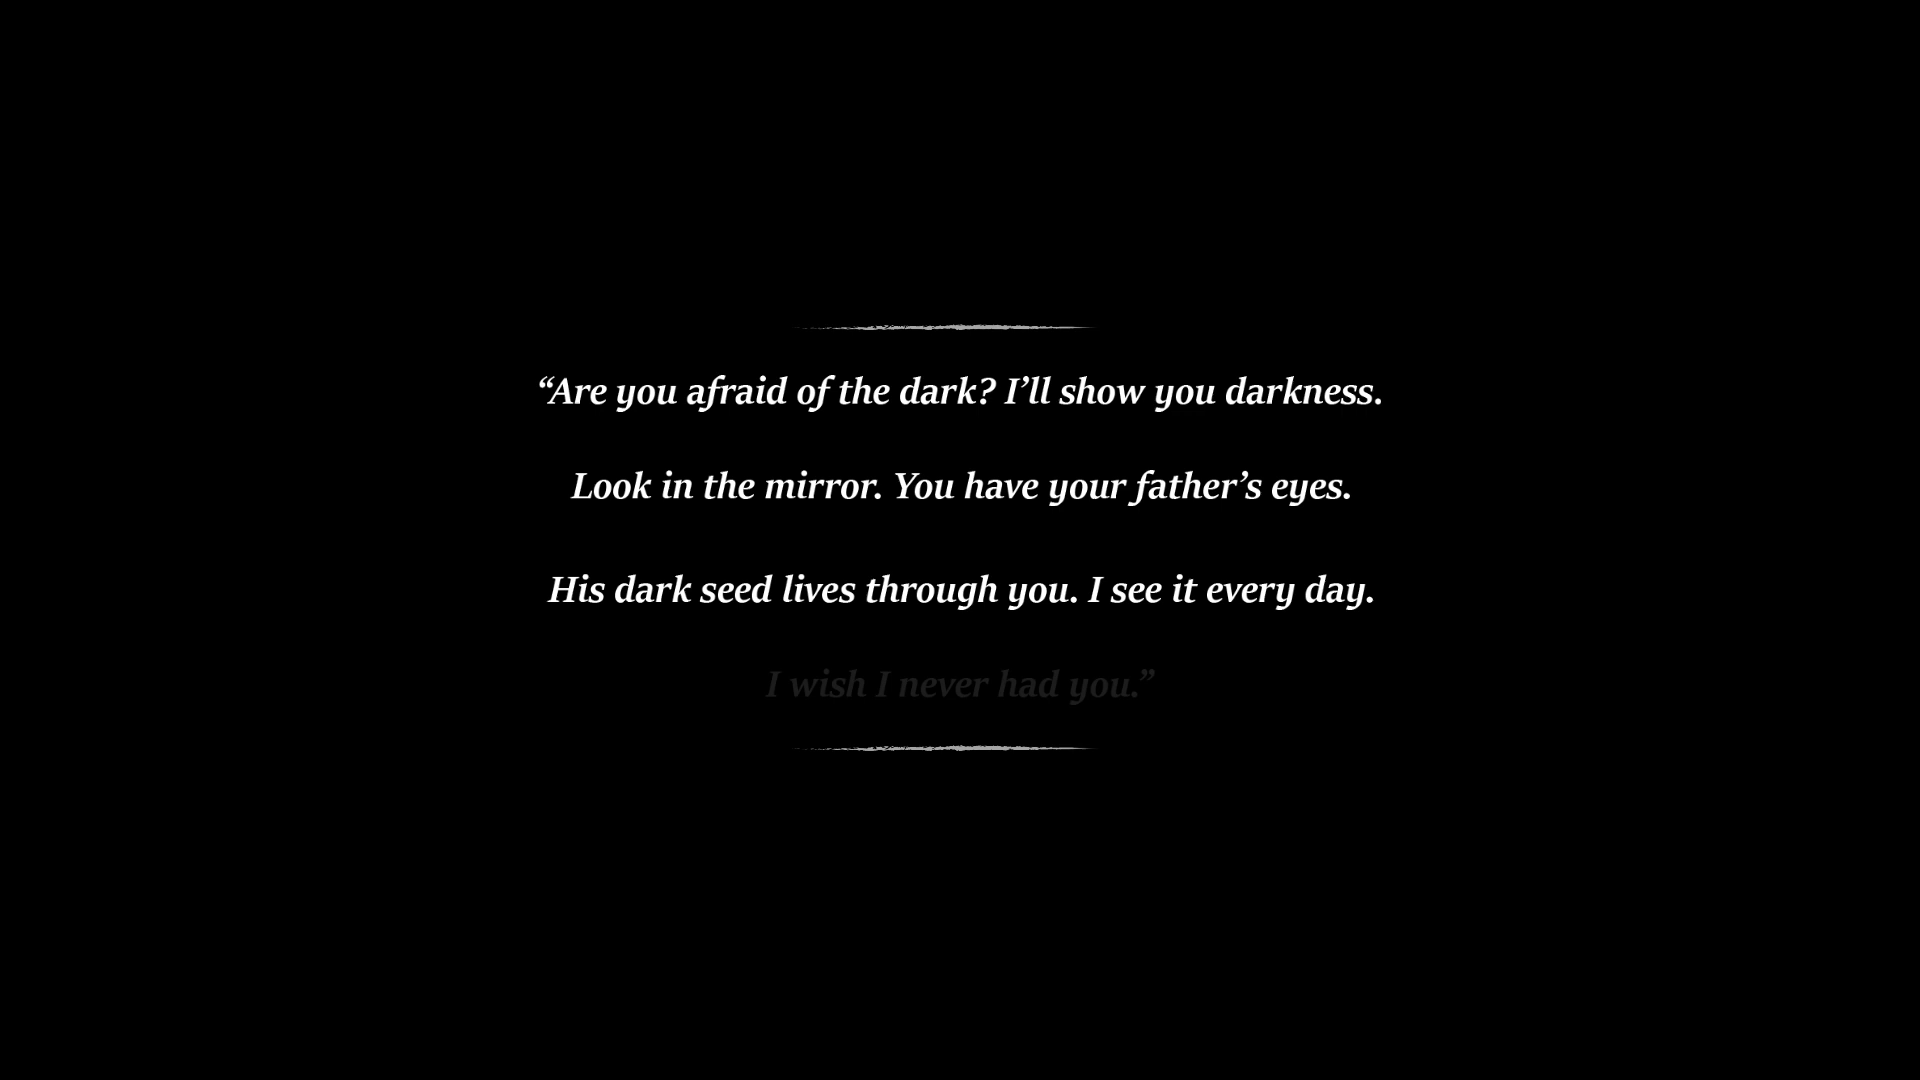 “Are you afraid of the dark? I’ll show you darkness.
Look in the mirror. You have your father’s eyes.
His dark seed lives through you. I see it every day.
I wish I never had you.”